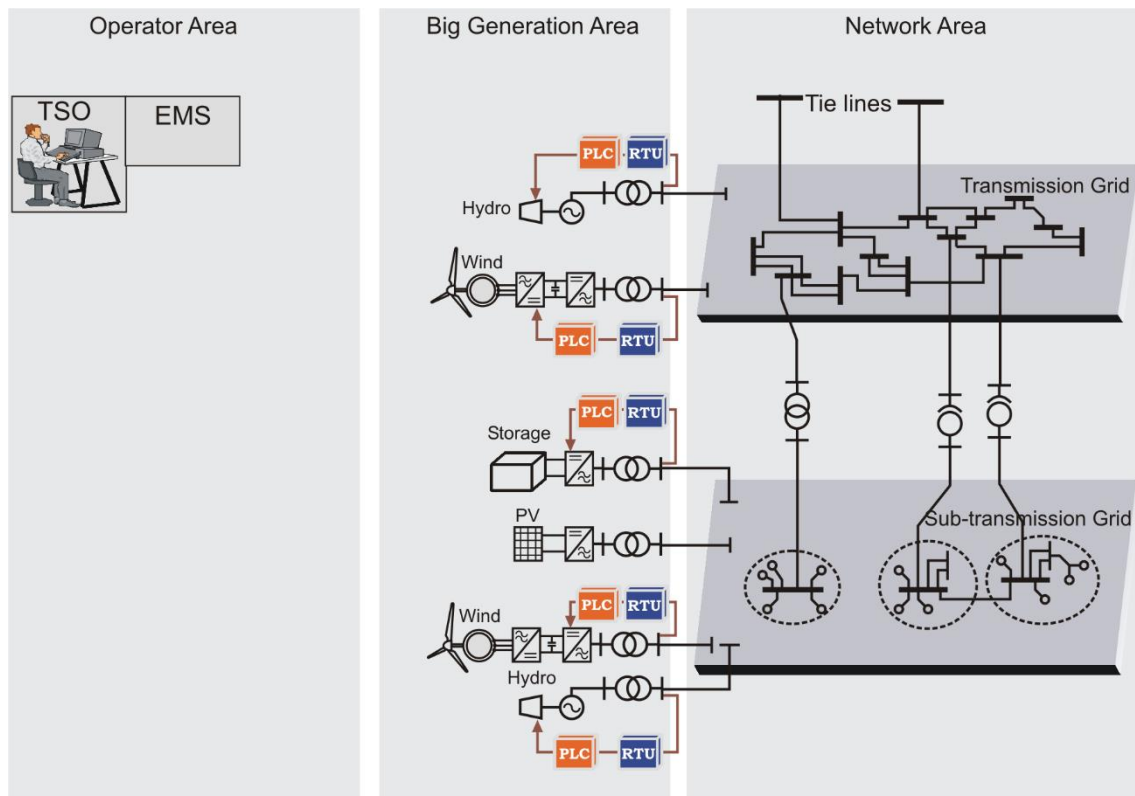 Operator Area
Big Generation Area
Network Area
TSO
EMS
Tie lines
PLC
RTU
Hydro
Transmission Grid
Wind
PLC
RTU
PLC
RTU
Storage
PV
Sub-transmission Grid
PLC
RTU
Wind
Hydro
PLC
RTU